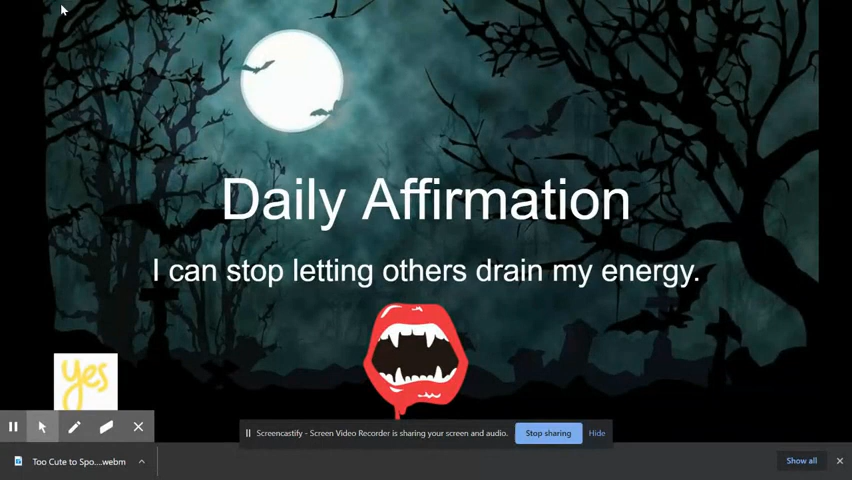 Daily Affirmation
I can stop letting others drain my energy.
yes
Screencastify - Screen Video Recorder is sharing your screen and audio.
Stop sharing
Hide
Too Cute to Spo....webm
Show all